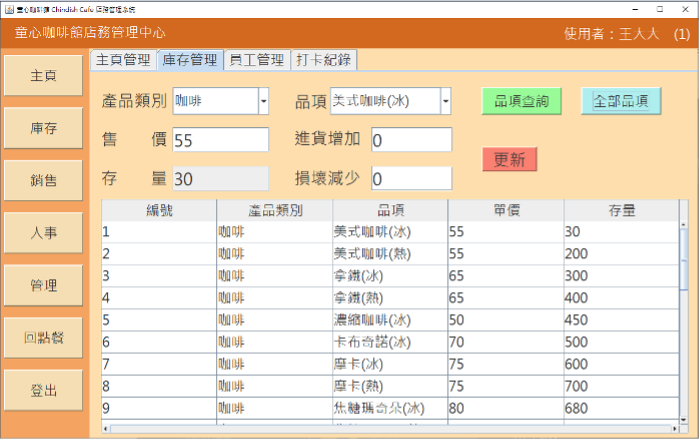 童心咖啡館 Chindish Cafe 店務管理系統
童心咖啡館店務管理中心 使用者：王大人 (1)
主頁
庫存
銷售
人事
管理
回點餐
登出
主頁管理 庫存管理 員工管理 打卡紀錄
產品類別 咖啡 品項 美式咖啡(冰) 品項查詢 全部品項
售 價 55 進貨增加 0
更新
存 量 30 損壞減少 0
編號 產品類別 品項 單價 存量
1 咖啡 美式咖啡(冰) 55 30
2 咖啡 美式咖啡(熱) 55 200
3 咖啡 拿鐵(冰) 65 300
4 咖啡 拿鐵(熱) 65 400
5 咖啡 濃縮咖啡(冰) 50 450
6 咖啡 卡布奇諾(冰) 70 500
7 咖啡 摩卡(冰) 75 600
8 咖啡 摩卡(熱) 75 700
9 咖啡 焦糖瑪奇朵(冰) 80 680